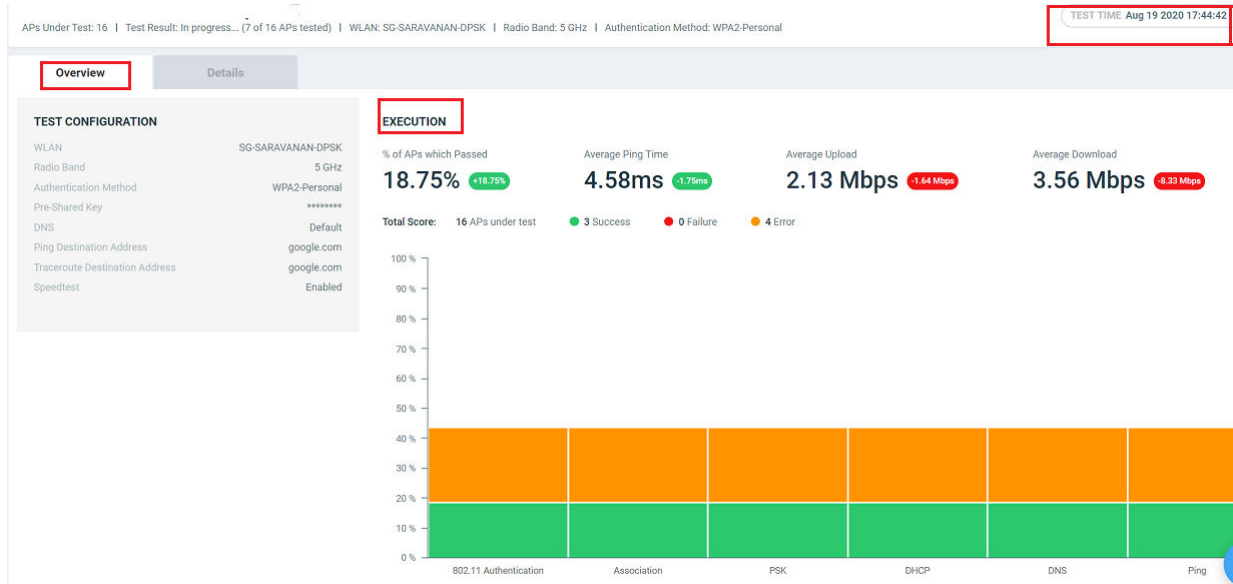 APs Under Test: 16 | Test Result: In progress... (7 of 16 APs tested) | WLAN: SG-SARAVANAN-DPSK | Radio Band: 5 GHz | Authentication Method: WPA2-Personal
TEST TIME Aug 19 2020 17:44:42
Overview Details
TEST CONFIGURATION
WLAN SG-SARAVANAN-DPSK
Radio Band 5 GHz
Authentication Method WPA2-Personal
Pre-Shared Key ********
DNS Default
Ping Destination Address google.com
Traceroute Destination Address google.com
Speedtest Enabled
EXECUTION
% of APs which Passed Average Ping Time Average Upload Average Download
18.75% +18.75% 4.58ms -1.75ms 2.13 Mbps -1.64 Mbps 3.56 Mbps -8.33 Mbps
Total Score: 16 APs under test 3 Success 0 Failure 4 Error
100 %
90 %
80 %
70 %
60 %
50 %
40 %
30 %
20 %
10 %
0 %
802.11 Authentication Association PSK DHCP DNS Ping